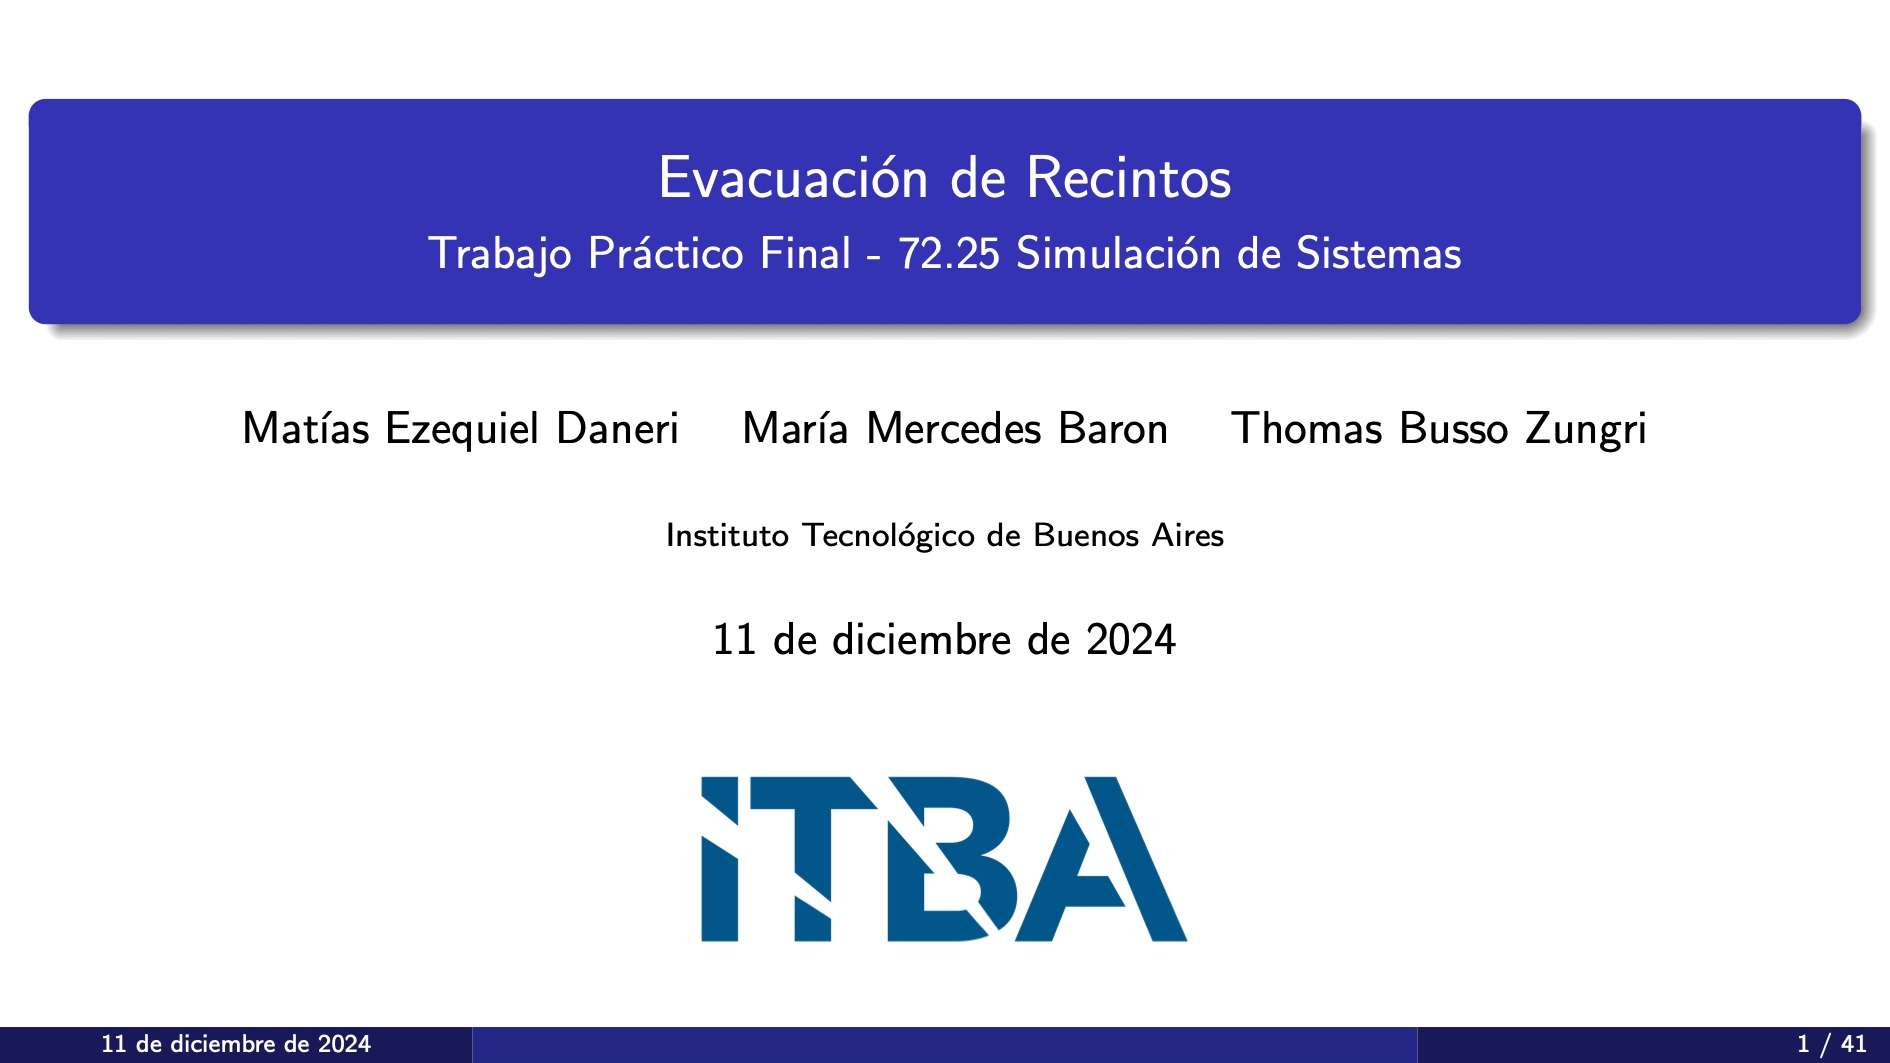 Evacuación de Recintos
Trabajo Práctico Final - 72.25 Simulación de Sistemas
Matías Ezequiel Daneri María Mercedes Baron Thomas Busso Zungri
Instituto Tecnológico de Buenos Aires
11 de diciembre de 2024
ITBA
11 de diciembre de 2024 1 / 41